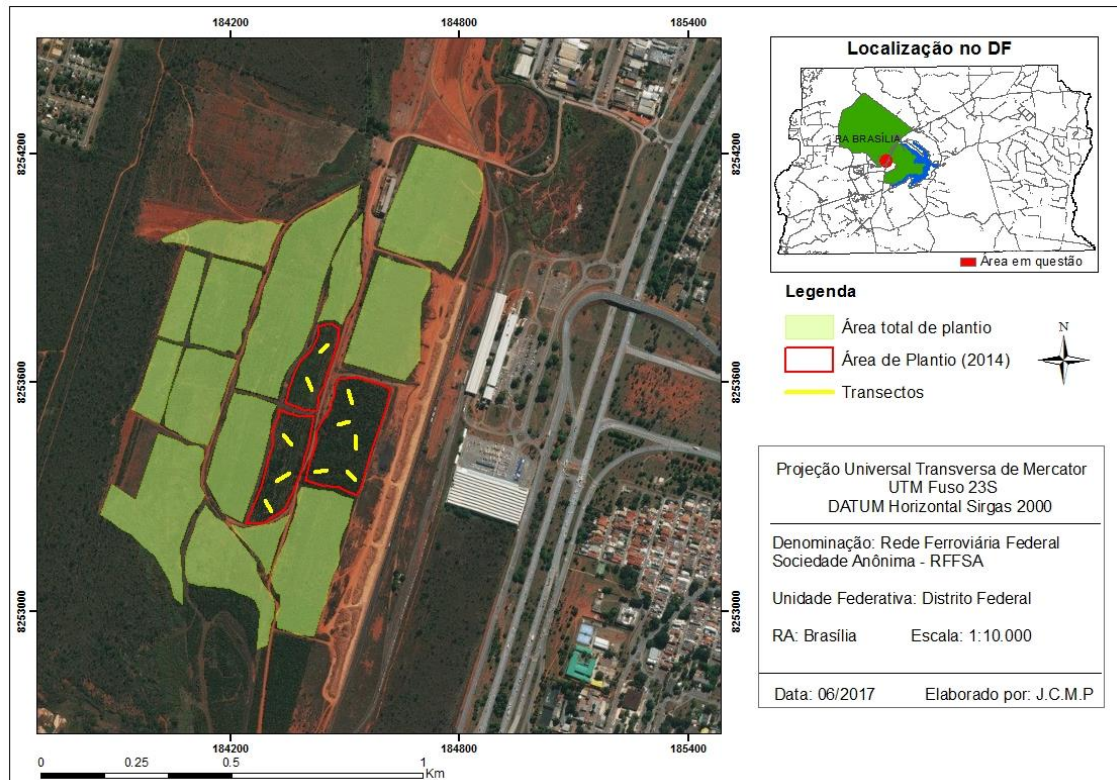 184200
184800
185400
8254200
8253600
8253000
8254200
8253600
8253000
184200
184800
185400
0
0.25
0.5
1
Km
Localização no DF
RA BRASÍLIA
Área em questão
Legenda
Área total de plantio
Área de Plantio (2014)
Transectos
N
Projeção Universal Transversa de Mercator
UTM Fuso 23S
DATUM Horizontal Sirgas 2000
Denominação: Rede Ferroviária Federal
Sociedade Anônima - RFFSA
Unidade Federativa: Distrito Federal
RA: Brasília Escala: 1:10.000
Data: 06/2017 Elaborado por: J.C.M.P